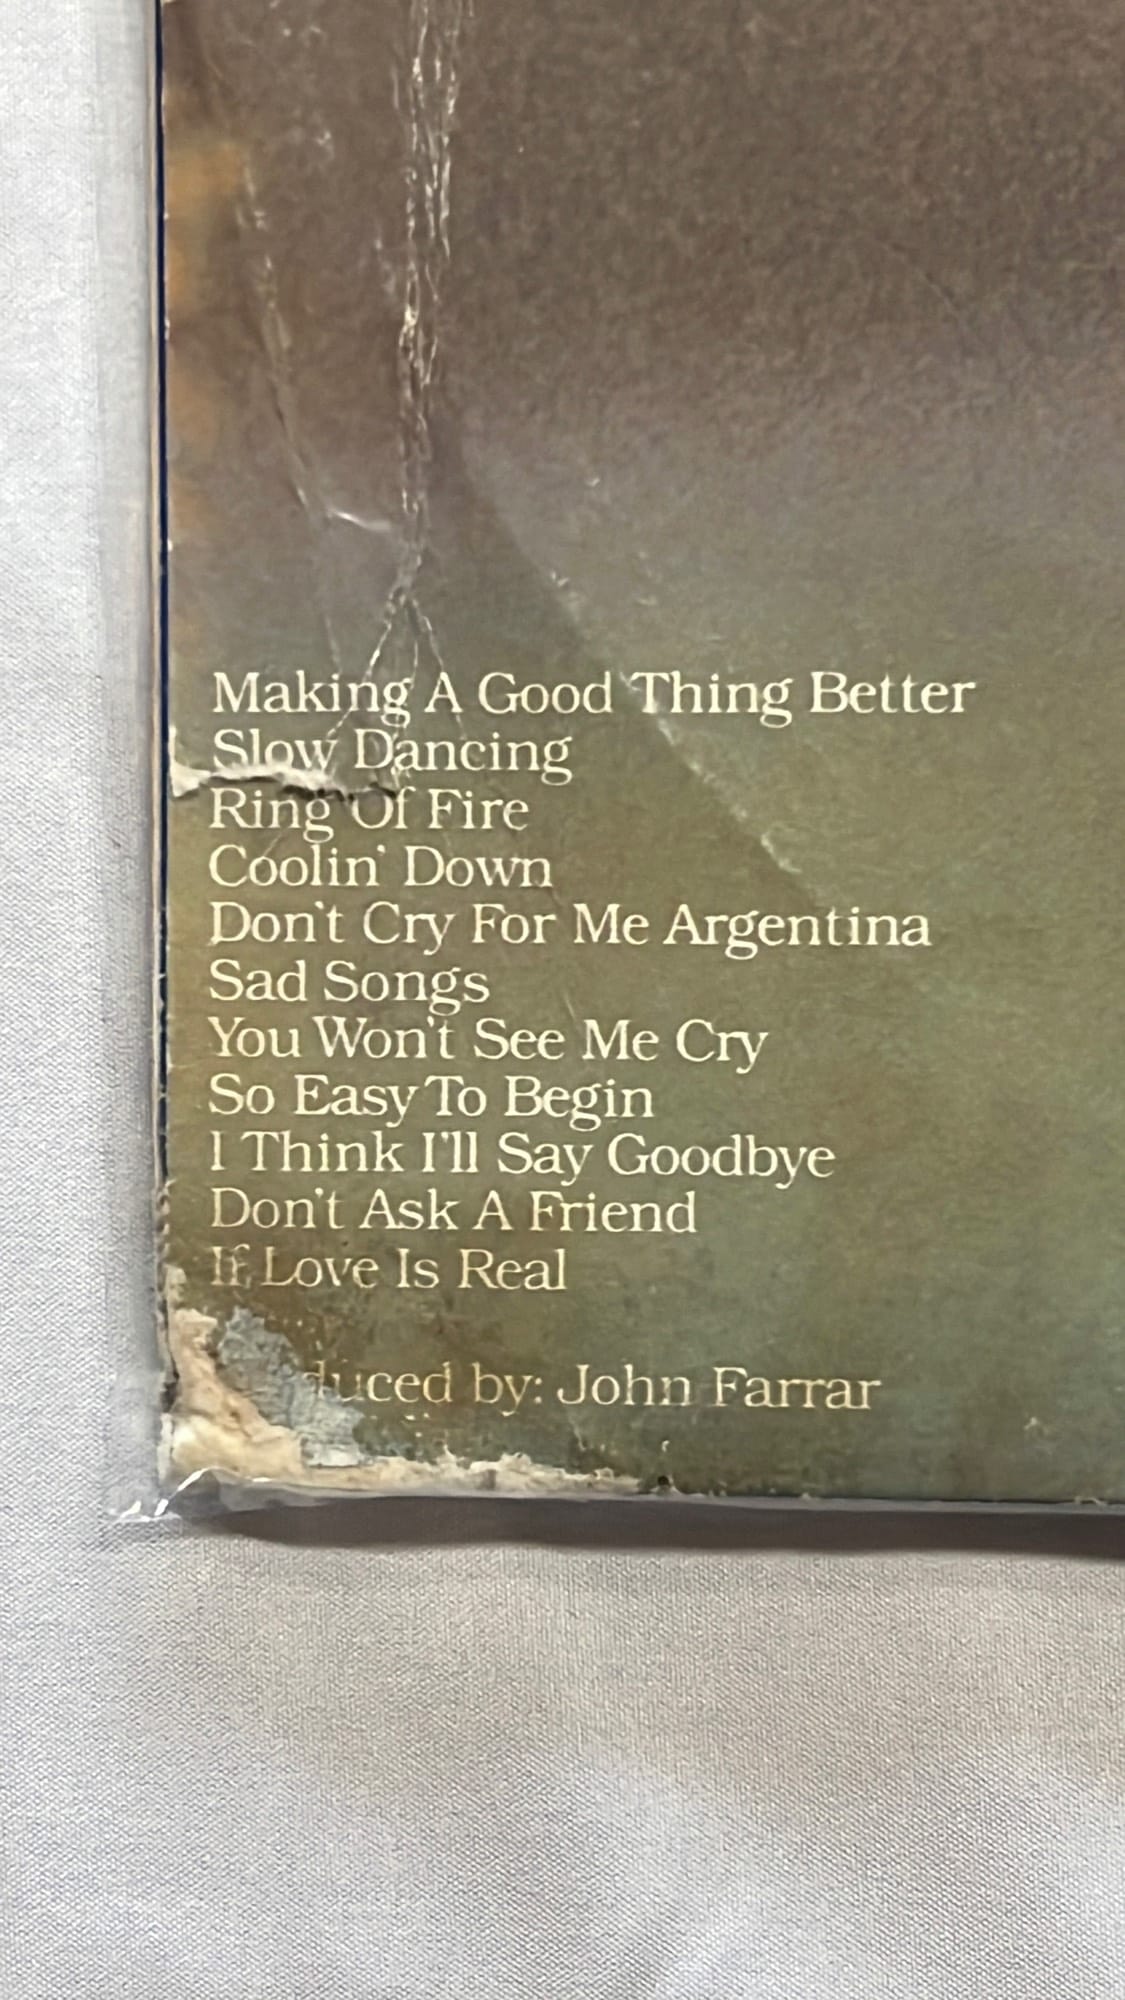 Making A Good Thing Better
Slow Dancing
Ring Of Fire
Coolin' Down
Don't Cry For Me Argentina
Sad Songs
You Won't See Me Cry
So Easy To Begin
I Think I'll Say Goodbye
Don't Ask A Friend
If Love Is Real
duced by: John Farrar